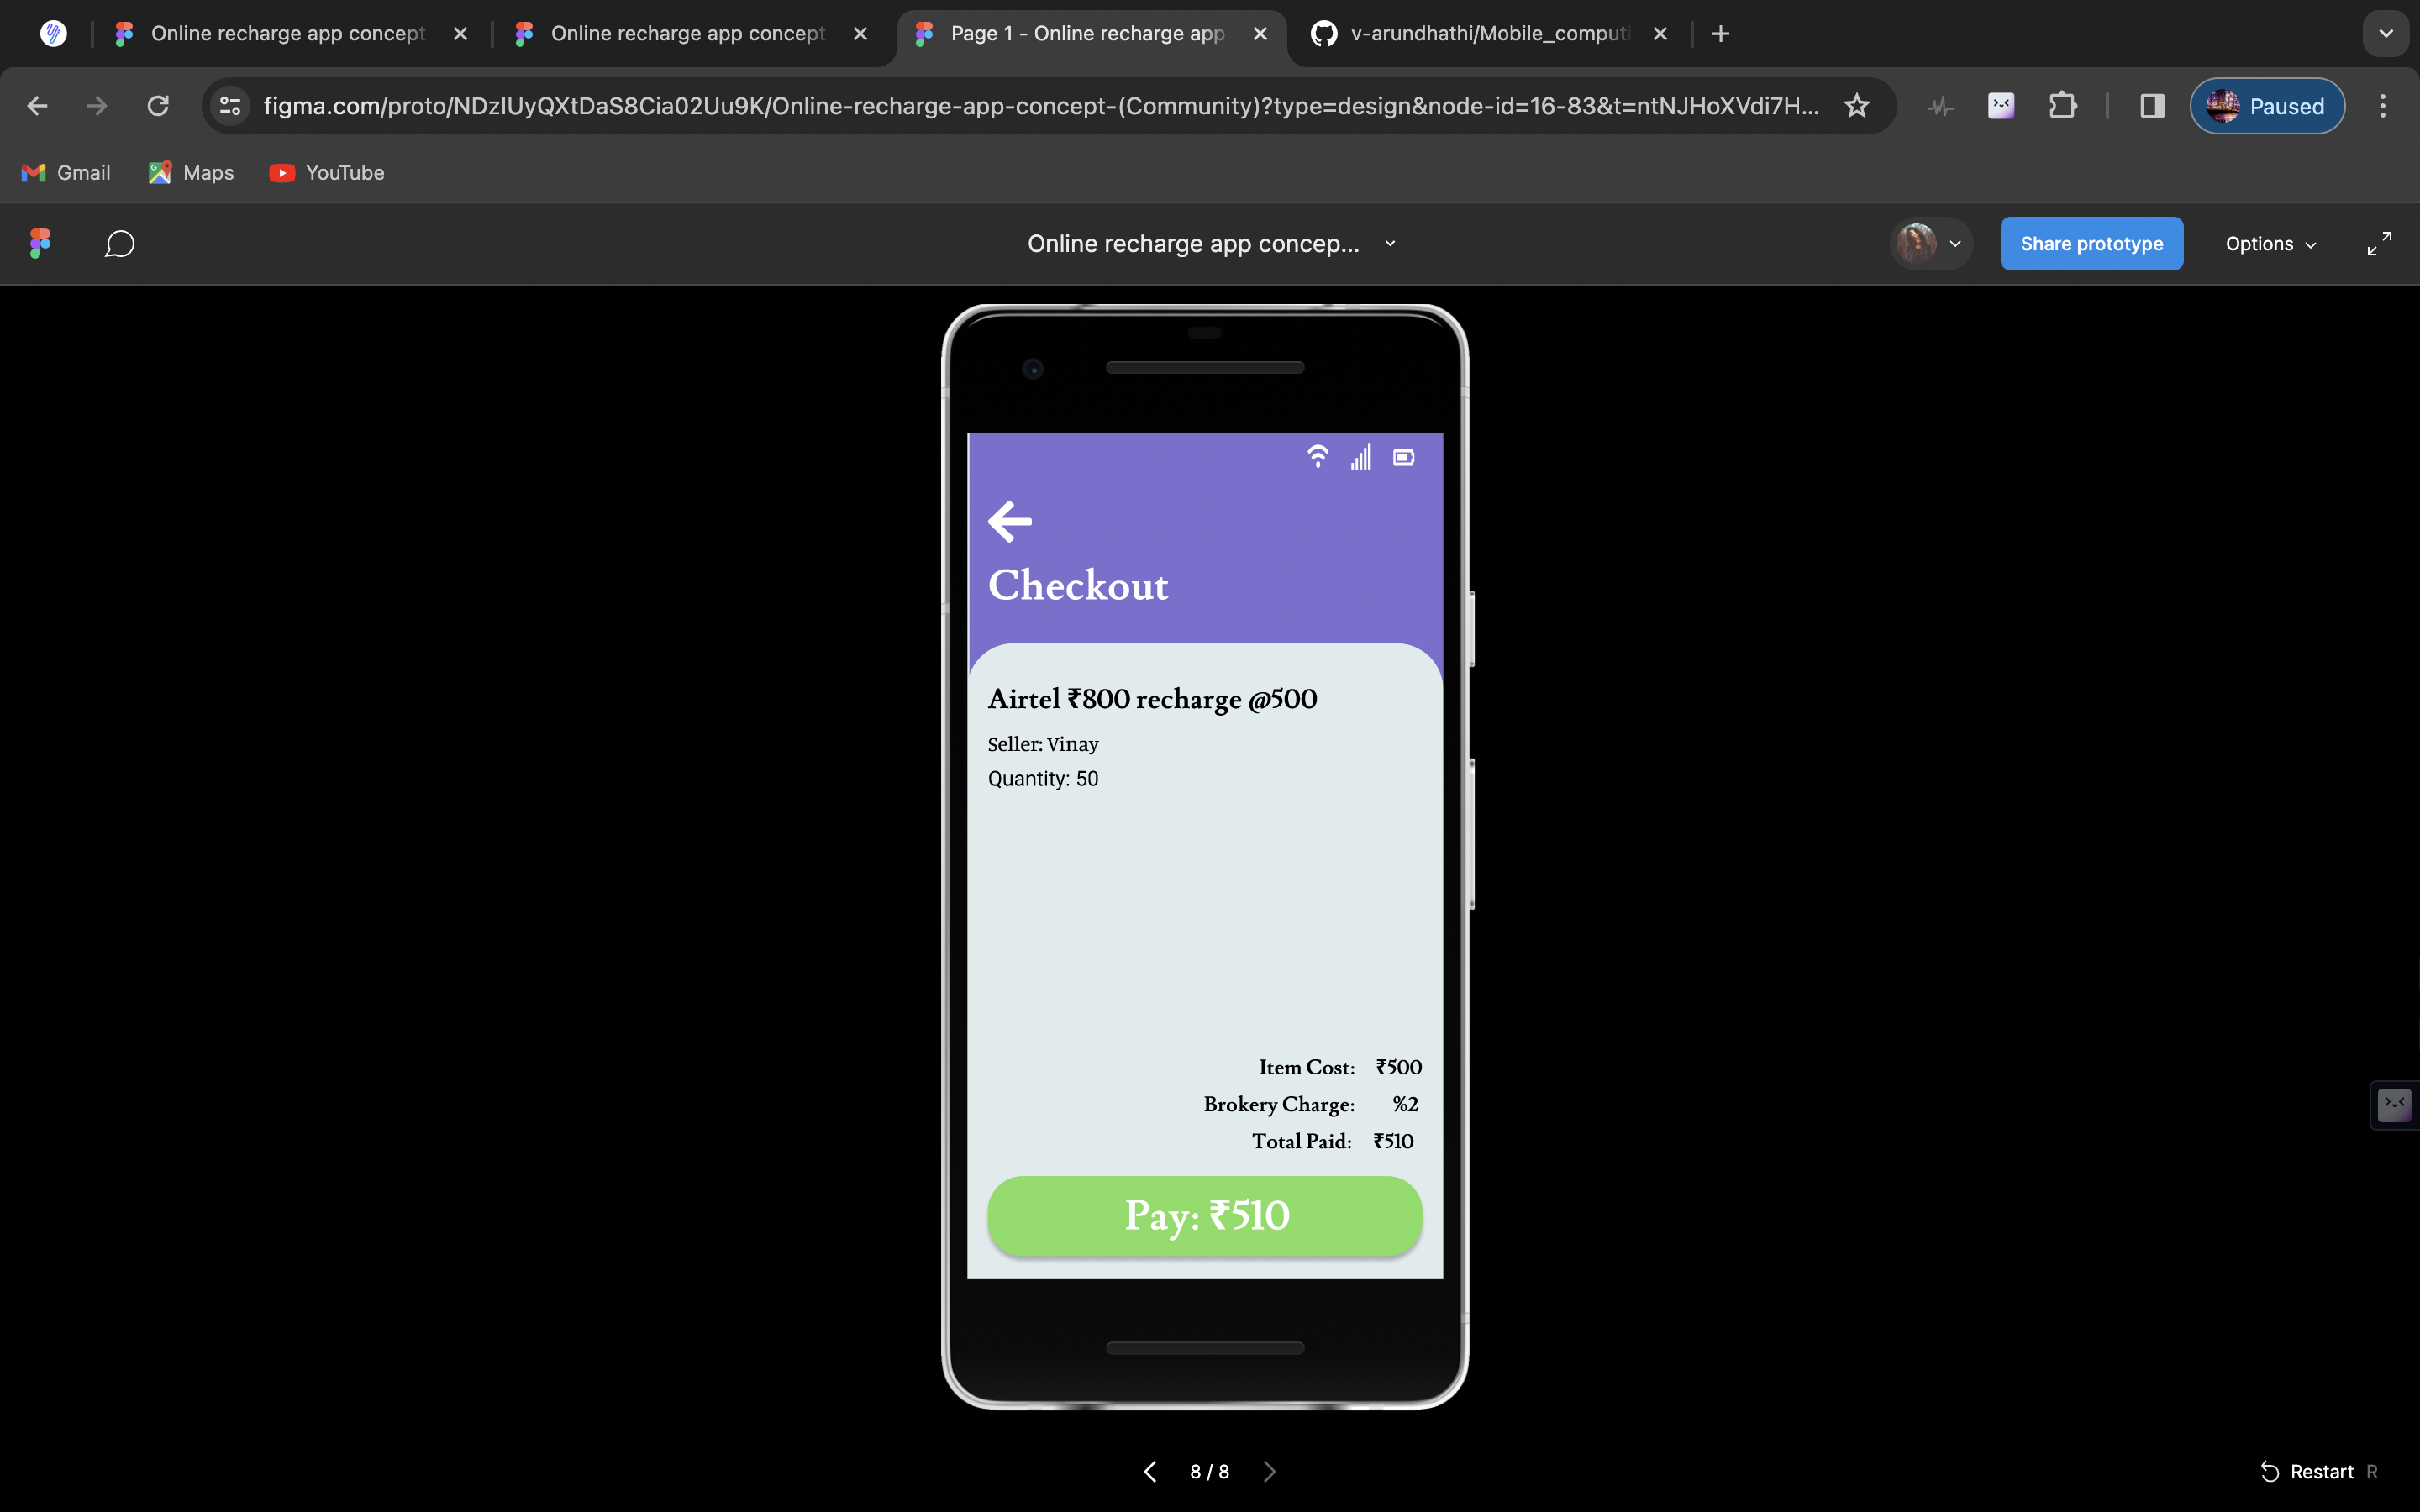 Online recharge app concept
Online recharge app concept
Page 1 - Online recharge app
v-arundhathi/Mobile_computi
figma.com/proto/NDzIUyQXtDaS8Cia02Uu9K/Online-recharge-app-concept-(Community)?type=design&node-id=16-83&t=ntNJHoXVdi7H...
Paused
Gmail
Maps
YouTube
Online recharge app concep...
Share prototype
Options
Checkout
Airtel ₹800 recharge @500
Seller: Vinay
Quantity: 50
Item Cost: ₹500
Brokery Charge: %2
Total Paid: ₹510
Pay: ₹510
8 / 8
Restart R